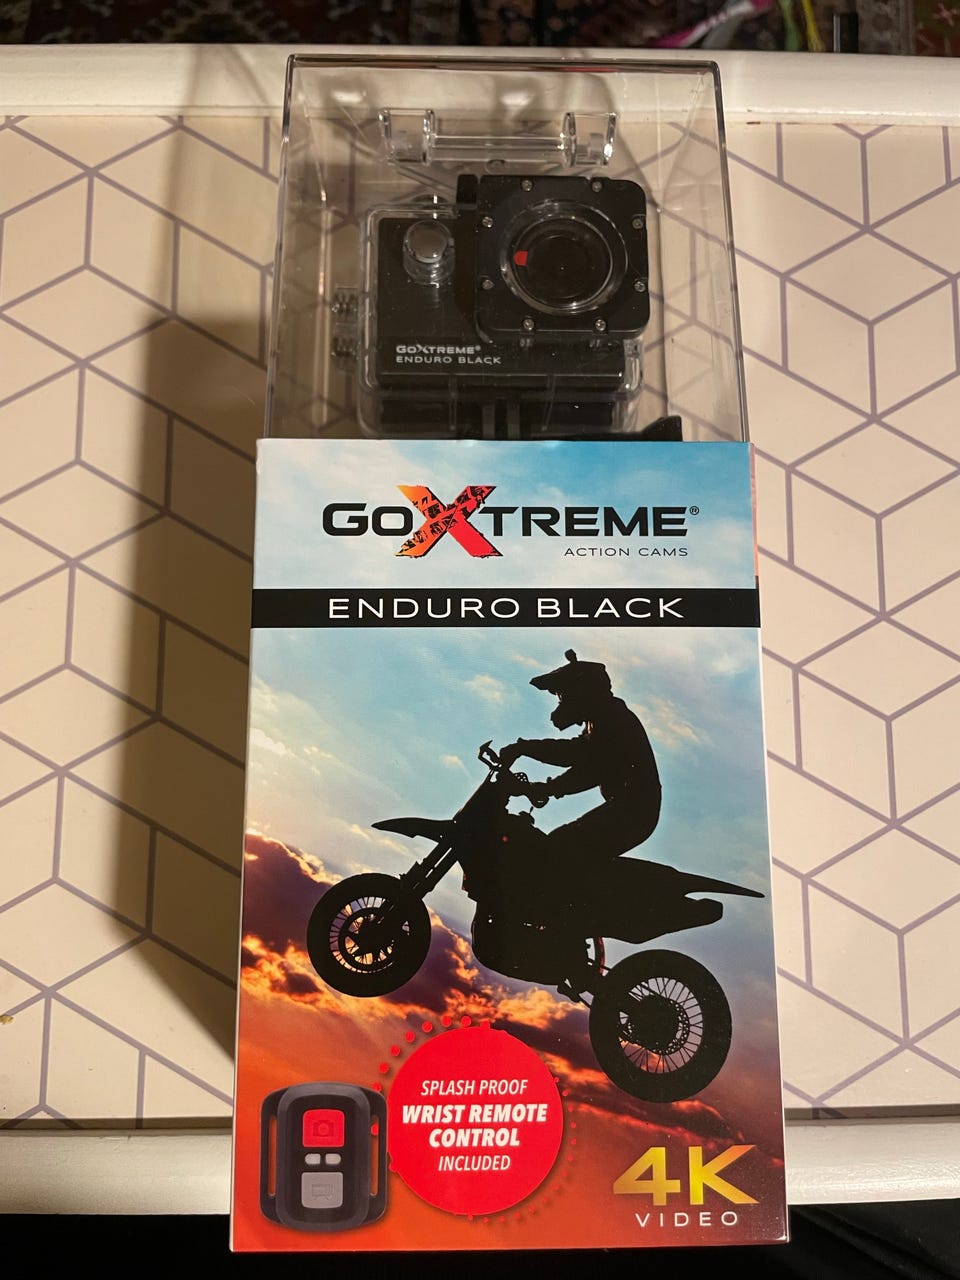 GOXTREME®
ENDURO BLACK
GOXTREME®
ACTION CAMS
ENDURO BLACK
SPLASH PROOF
WRIST REMOTE
CONTROL
INCLUDED
4K
VIDEO